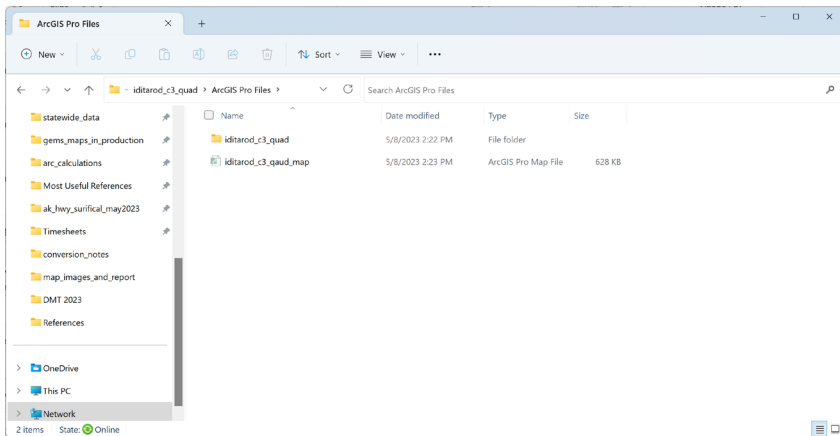 ArcGIS Pro Files
New
Sort
View
iditarod_c3_quad > ArcGIS Pro Files >
Search ArcGIS Pro Files
statewide_data
gems_maps_in_production
arc_calculations
Most Useful References
ak_hwy_surifical_may2023
Timesheets
conversion_notes
map_images_and_report
DMT 2023
References
OneDrive
This PC
Network
Name Date modified Type Size
iditarod_c3_quad 5/8/2023 2:22 PM File folder
iditarod_c3_qaud_map 5/8/2023 2:23 PM ArcGIS Pro Map File 628 KB
2 items State: Online